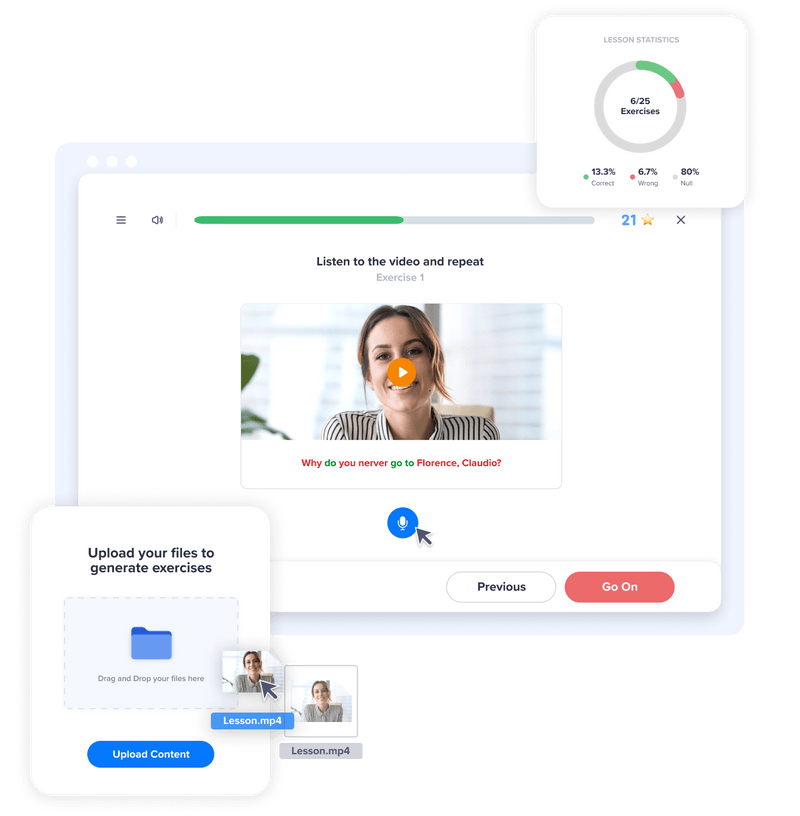 LESSON STATISTICS
6/25
Exercises
13.3%
Correct
6.7%
Wrong
80%
Null
21
Listen to the video and repeat
Exercise 1
Why do you nerver go to Florence, Claudio?
Previous
Go On
Upload your files to
generate exercises
Drag and Drop your files here
Lesson.mp4
Lesson.mp4
Upload Content